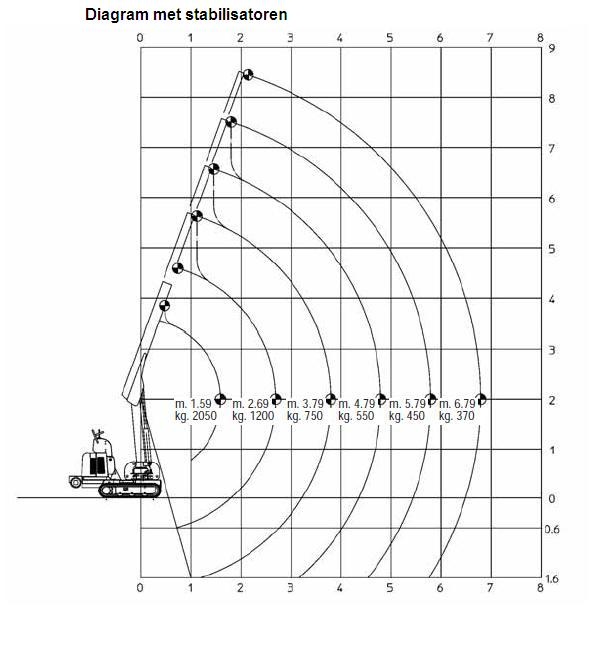 Diagram met stabilisatoren
0 1 2 3 4 5 6 7 8
9
8
7
6
5
4
3
2
m. 1.59 m. 2.69 m. 3.79 m. 4.79 m. 5.79 m. 6.79
kg. 2050 kg. 1200 kg. 750 kg. 550 kg. 450 kg. 370
1
0
0.6
1.6
0 1 2 3 4 5 6 7 8